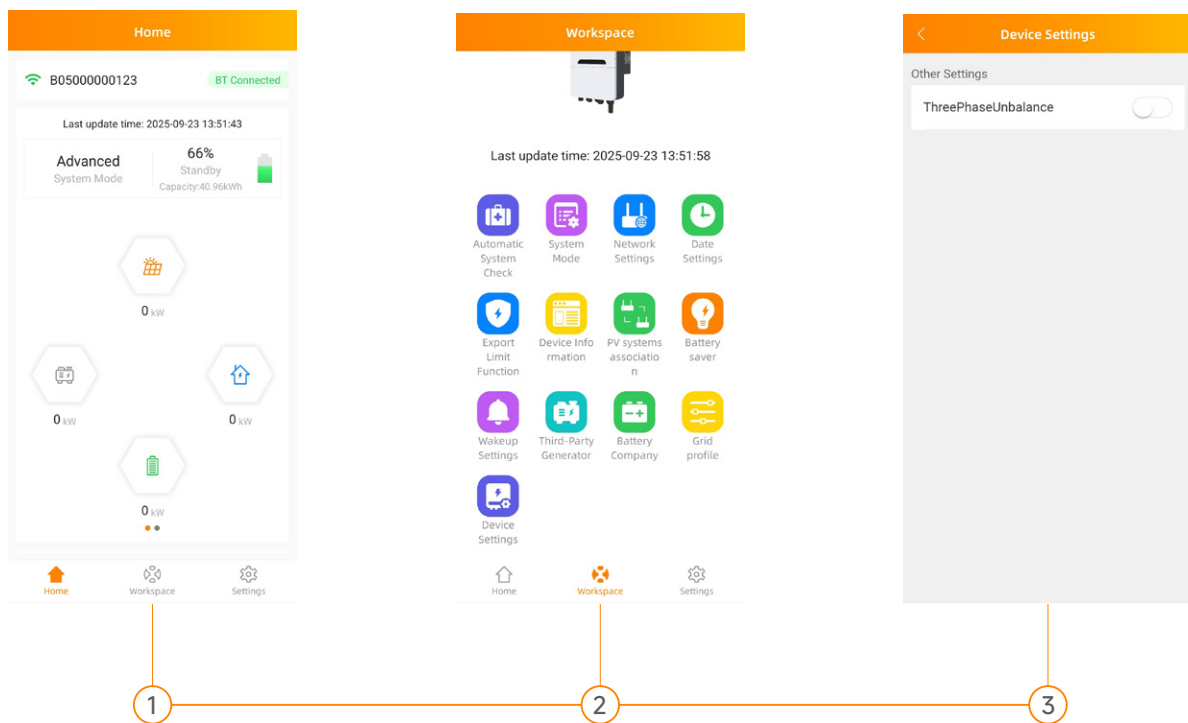 Home
B05000000123
BT Connected
Last update time: 2025-09-23 13:51:43
Advanced
System Mode
66%
Standby
Capacity:40.96kWh
0 kW
0 kW
0 kW
0 kW
Home
Workspace
Settings
Workspace
Last update time: 2025-09-23 13:51:58
Automatic
System
Check
System
Mode
Network
Settings
Date
Settings
Export
Limit
Function
Device Info
rmation
PV systems
associatio
n
Battery
saver
Wakeup
Settings
Third-Party
Generator
Battery
Company
Grid
profile
Device
Settings
Home
Workspace
Settings
Device Settings
Other Settings
ThreePhaseUnbalance
1
2
3